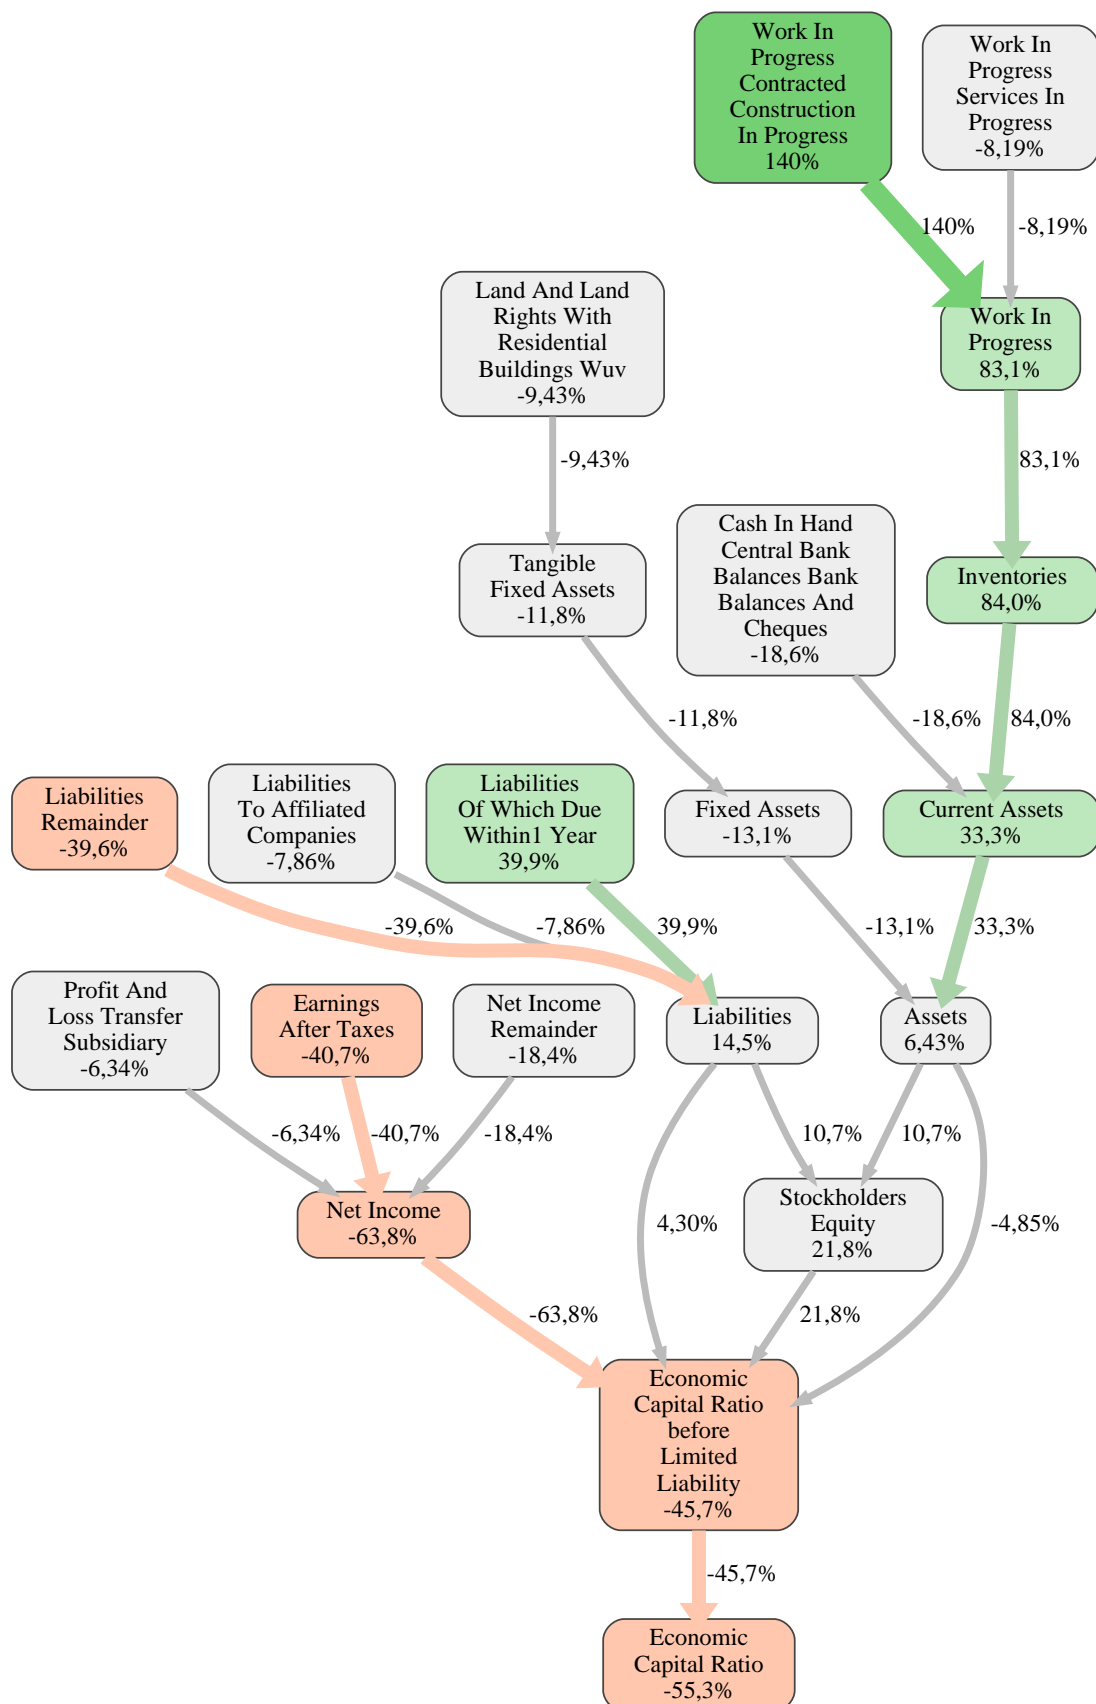 Work In
Progress
Contracted
Construction
In Progress
140%
Work In
Progress
Services In
Progress
-8,19%
140%
-8,19%
Land And Land
Rights With
Residential
Buildings Wuv
-9,43%
Work In
Progress
83,1%
-9,43%
83,1%
Cash In Hand
Central Bank
Balances Bank
Balances And
Cheques
-18,6%
Tangible
Fixed Assets
-11,8%
Inventories
84,0%
-11,8%
-18,6%
84,0%
Liabilities
Remainder
-39,6%
Liabilities
To Affiliated
Companies
-7,86%
Liabilities
Of Which Due
Within1 Year
39,9%
Fixed Assets
-13,1%
Current Assets
33,3%
-39,6%
-7,86%
39,9%
-13,1%
33,3%
Profit And
Loss Transfer
Subsidiary
-6,34%
Earnings
After Taxes
-40,7%
Net Income
Remainder
-18,4%
Liabilities
14,5%
Assets
6,43%
-6,34%
-40,7%
-18,4%
10,7%
10,7%
Net Income
-63,8%
4,30%
Stockholders
Equity
21,8%
-4,85%
-63,8%
21,8%
Economic
Capital Ratio
before
Limited
Liability
-45,7%
-45,7%
Economic
Capital Ratio
-55,3%